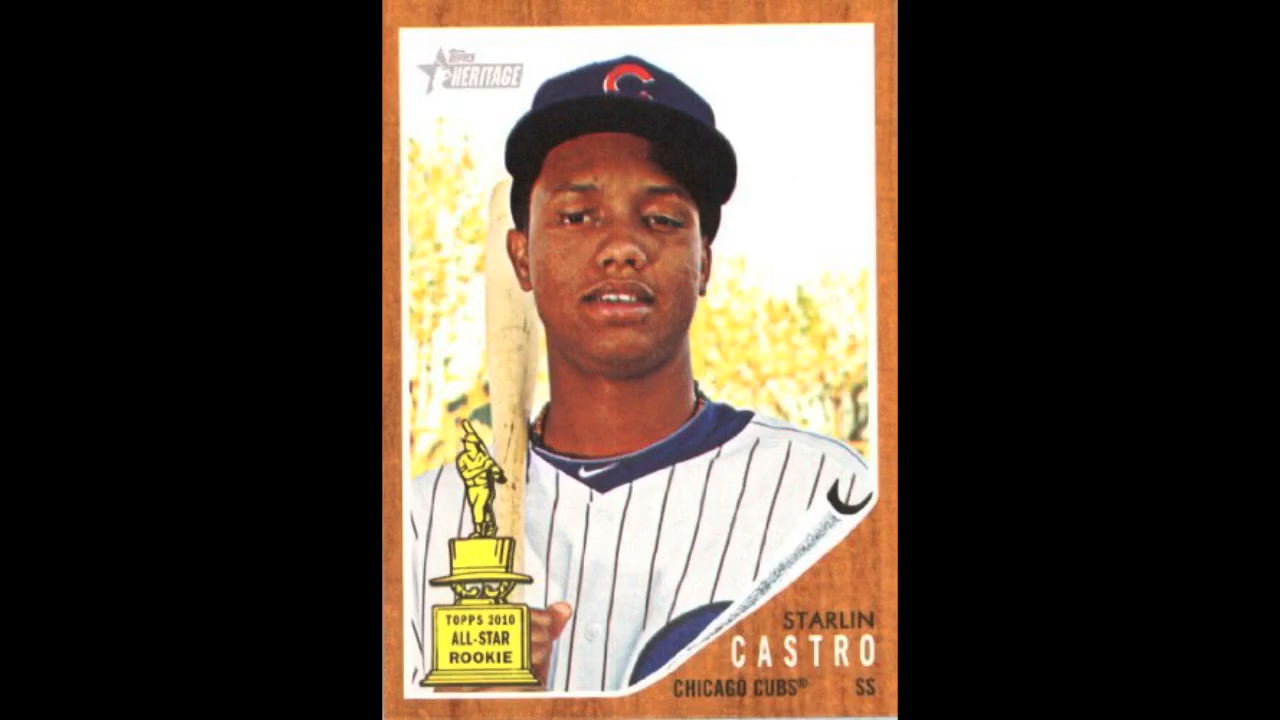 Topps
HERITAGE
C
TOPPS 2010
ALL-STAR
ROOKIE
STARLIN
CASTRO
CHICAGO CUBS® SS